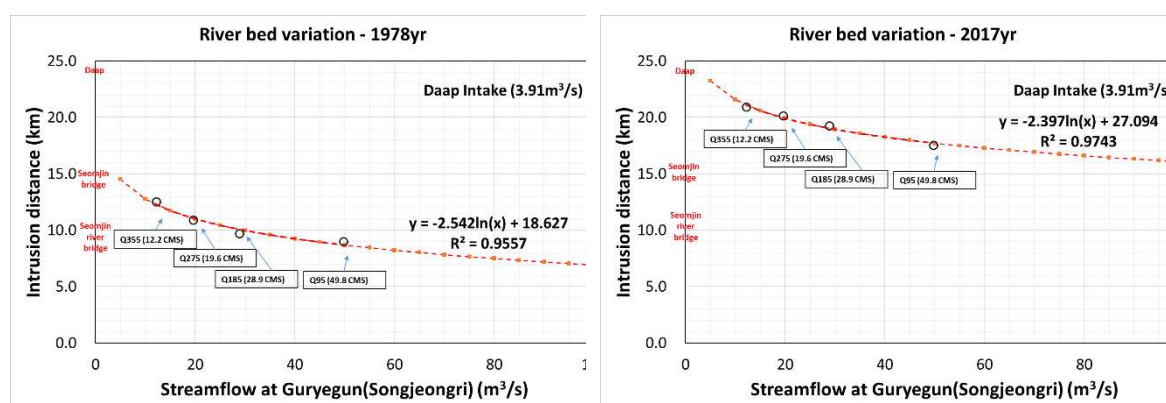 River bed variation - 1978yr
25.0
20.0
15.0
10.0
5.0
0.0
Intrusion distance (km)
Daap
Seomjin
bridge
Seomjin
river
bridge
Daap Intake (3.91m³/s)
y = -2.542ln(x) + 18.627
R² = 0.9557
Q355 (12.2 CMS)
Q275 (19.6 CMS)
Q185 (28.9 CMS)
Q95 (49.8 CMS)
0
20
40
60
80
1
Streamflow at Guryegun(Songjeongri) (m³/s)
River bed variation - 2017yr
25.0
20.0
15.0
10.0
5.0
0.0
Intrusion distance (km)
Daap
Seomjin
bridge
Seomjin
river
bridge
Daap Intake (3.91m³/s)
y = -2.397ln(x) + 27.094
R² = 0.9743
Q355 (12.2 CMS)
Q275 (19.6 CMS)
Q185 (28.9 CMS)
Q95 (49.8 CMS)
0
20
40
60
80
Streamflow at Guryegun(Songjeongri) (m³/s)